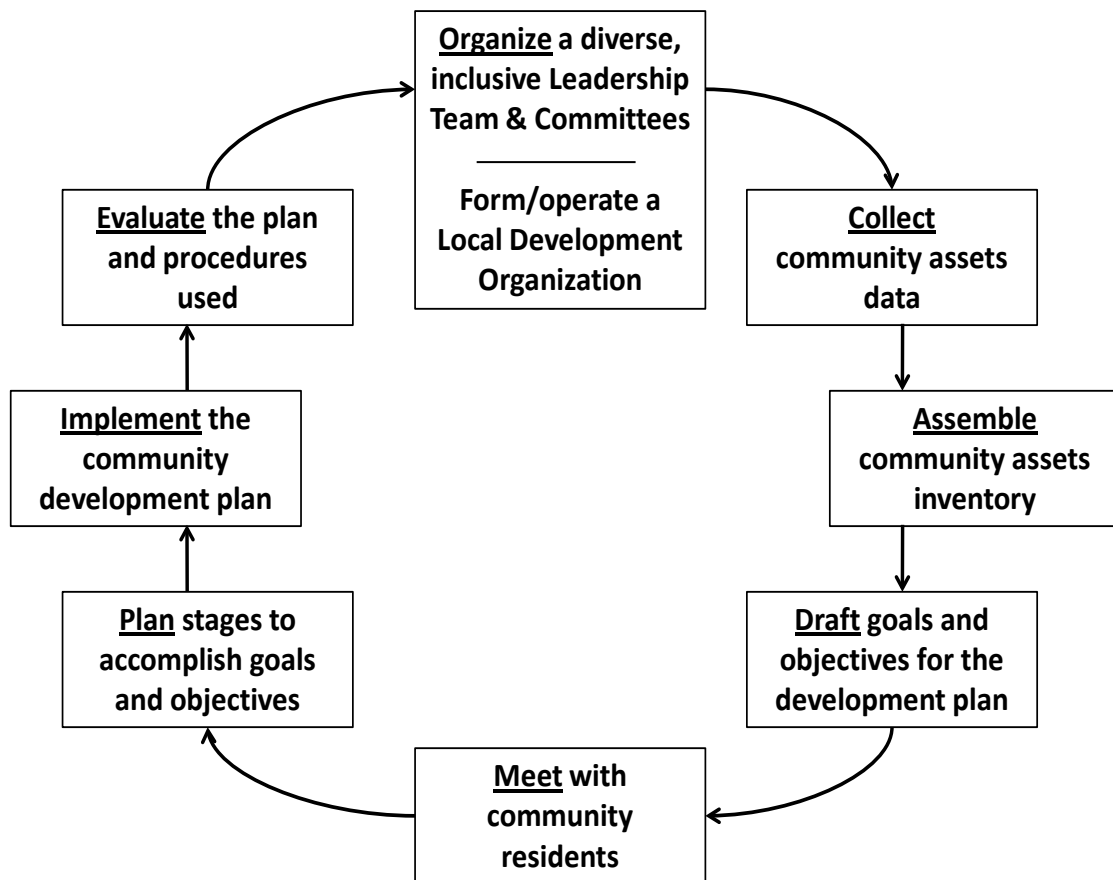 Organize a diverse,
inclusive Leadership
Team & Committees
Form/operate a
Local Development
Organization
Collect
community assets
data
Assemble
community assets
inventory
Draft goals and
objectives for the
development plan
Meet with
community
residents
Plan stages to
accomplish goals
and objectives
Implement the
community
development plan
Evaluate the plan
and procedures
used